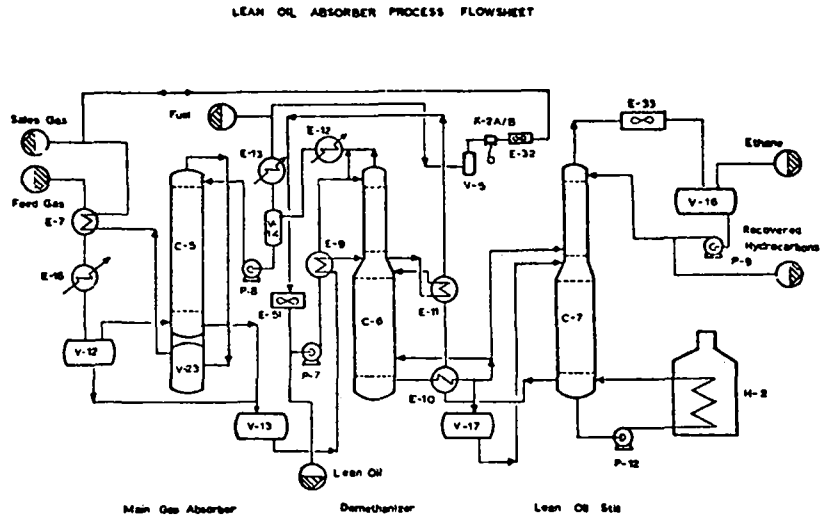 LEAN OIL ABSORBER PROCESS FLOWSHEET
Sales Gas
Fuel
E-12
K-2A/B
E-33
Feed Gas
E-13
E-32
Ethane
V-5
E-7
V-14
V-16
C-5
E-9
Recovered
Hydrocarbons
E-16
P-8
P-9
E-51
E-11
C-6
C-7
V-12
V-23
P-7
E-10
H-2
V-13
V-17
P-12
Lean Oil
Main Gas Absorber
Demethanizer
Lean Oil Still